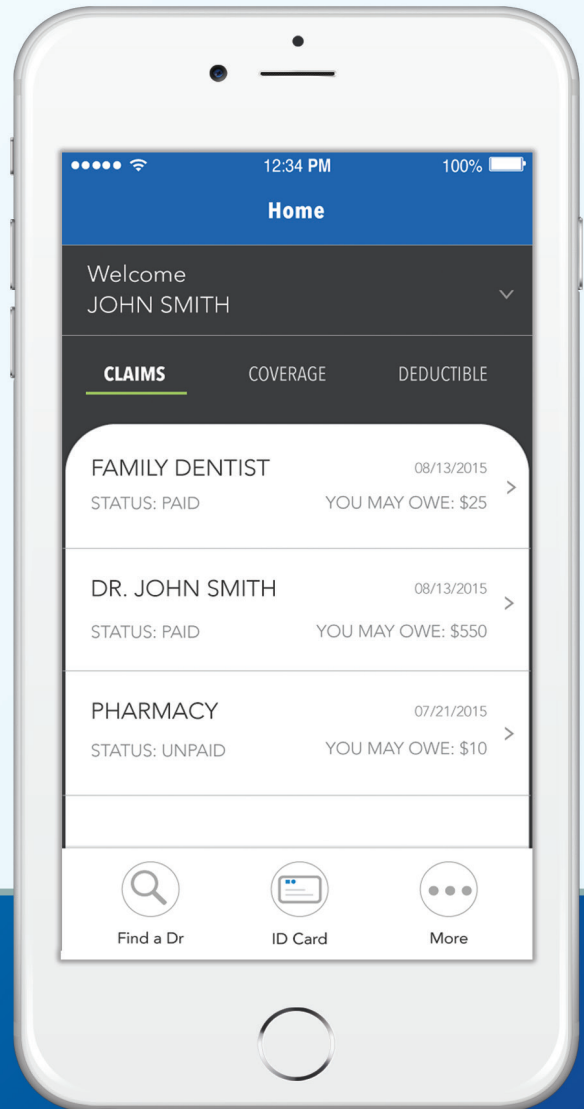 12:34 PM 100%
Home
Welcome
JOHN SMITH
CLAIMS COVERAGE DEDUCTIBLE
FAMILY DENTIST 08/13/2015
STATUS: PAID YOU MAY OWE: $25
DR. JOHN SMITH 08/13/2015
STATUS: PAID YOU MAY OWE: $550
PHARMACY 07/21/2015
STATUS: UNPAID YOU MAY OWE: $10
Find a Dr ID Card More